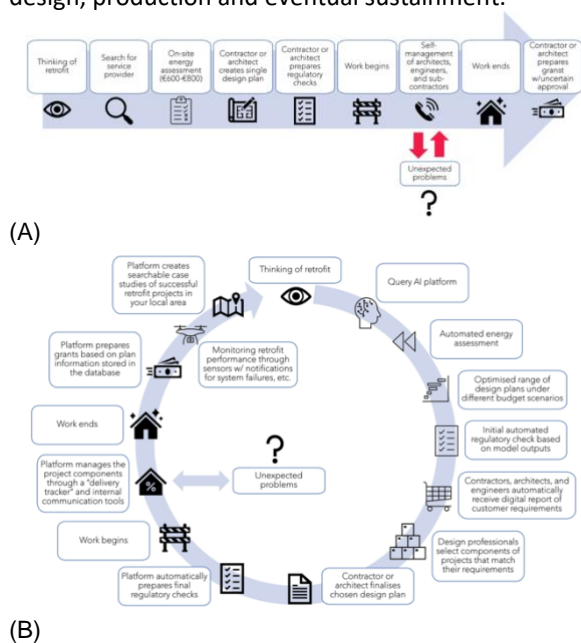 design, production and eventual sustainment.
Thinking of
retrofit
Search for
service
provider
On-site
energy
assessment
(€600-€800)
Contractor or
architect
creates single
design plan
Contractor or
architect
prepares
regulatory
checks
Work begins
Self-
management
of architects,
engineers,
and sub-
contractors
Work ends
Contractor or
architect
prepares
granst
w/uncertain
approval
Unexpected
problems
?
(A)
Platform creates
searchable case
studies of successful
retrofit projects in
your local area
Thinking of retrofit
Query AI platform
Automated energy
assessment
Optimised range of
design plans under
different budget scenarios
Initial automated
regulatory check based
on model outputs
Contractors, architects, and
engineers automatically
receive digital report of
customer requirements
Design professionals
select components of
projects that match
their requirements
Contractor or
architect finalises
chosen design plan
Platform automatically
prepares final
regulatory checks
Work begins
Platform manages the
project components
through a "delivery
tracker" and internal
communication tools
%
Unexpected
problems
?
Work ends
Platform prepares
grants based on plan
information stored in
the database
Monitoring retrofit
performance through
sensors w/ notifications
for system failures, etc.
(B)